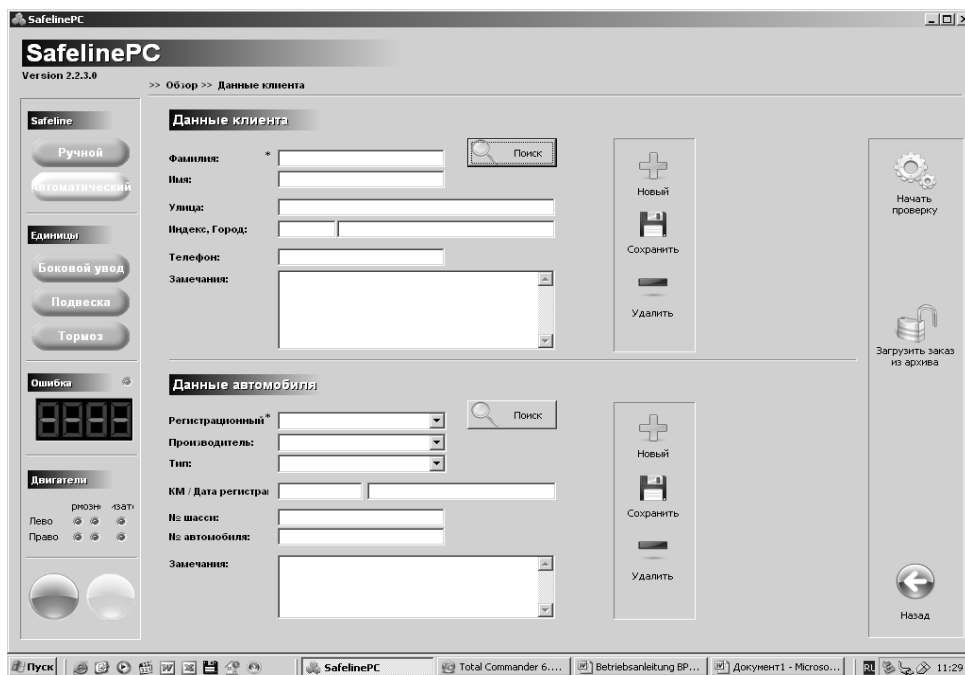 SafelinePC
SafelinePC
Version 2.2.3.0
>> Обзор >> Данные клиента
Safeline
Ручной
Автоматический
Единицы
Боковой увод
Подвеска
Тормоз
Ошибка
Двигатели
рмозн
Лево
Право
Данные клиента
Фамилия: *
Поиск
Имя:
Улица:
Индекс, Город:
Телефон:
Замечания:
Новый
Сохранить
Удалить
Данные автомобиля
Регистрационный*
Поиск
Производитель:
Тип:
КМ / Дата регистрац
№ шасси:
№ автомобиля:
Замечания:
Новый
Сохранить
Удалить
Начать
проверку
Загрузить заказ
из архива
Назад
Пуск
SafelinePC
Total Commander 6....
Betriebsanleitung BP...
Документ1 - Microso...
RU
11:29